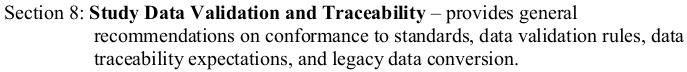 Section 8: Study Data Validation and Traceability – provides general
recommendations on conformance to standards, data validation rules, data
traceability expectations, and legacy data conversion.